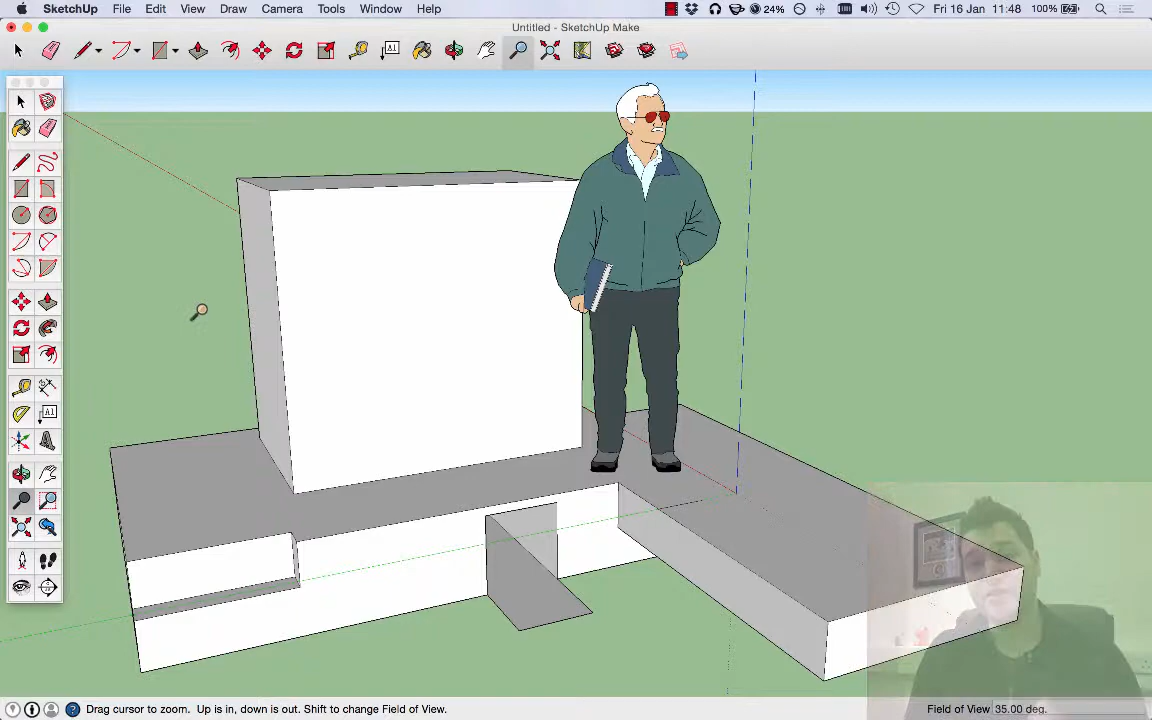 SketchUp File Edit View Draw Camera Tools Window Help 24% Fri 16 Jan 11:48 100%
Untitled - SketchUp Make
A1
A1
Drag cursor to zoom. Up is in, down is out. Shift to change Field of View. Field of View 35.00 deg.